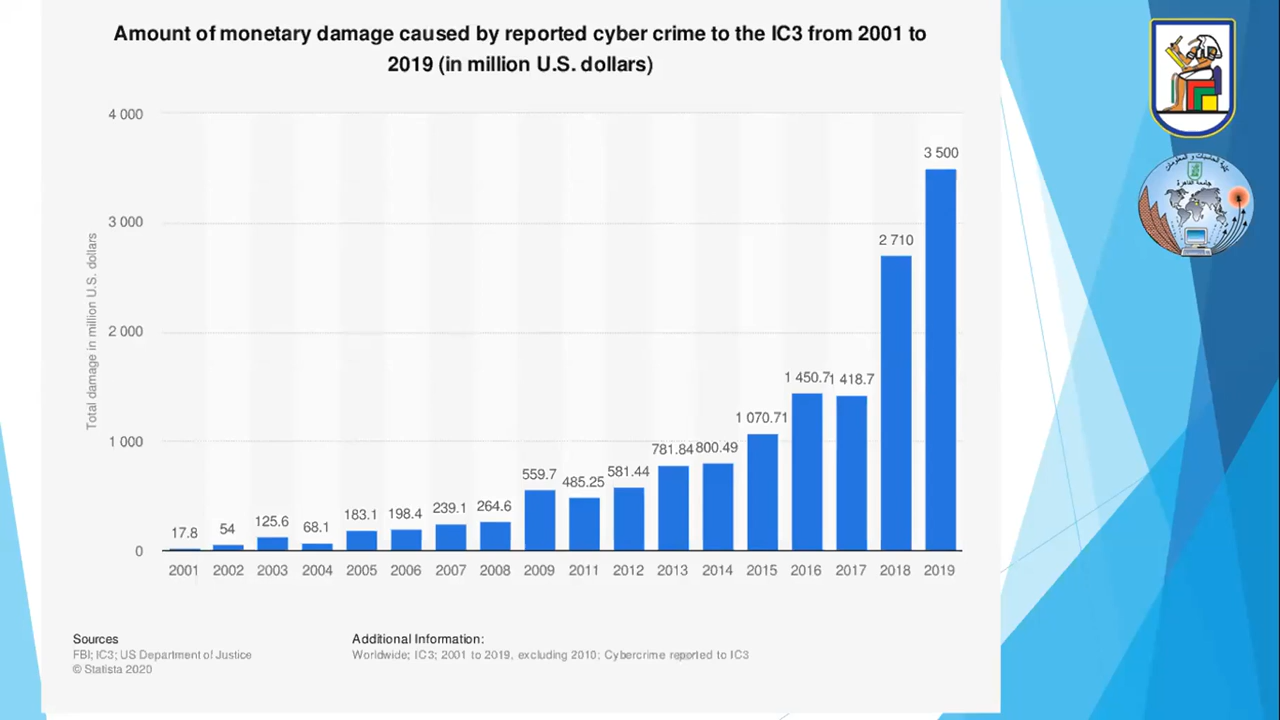 Amount of monetary damage caused by reported cyber crime to the IC3 from 2001 to
2019 (in million U.S. dollars)
Total damage in million U.S. dollars
4 000
3 000
2 000
1 000
0
17.8
54
125.6
68.1
183.1
198.4
239.1
264.6
559.7
485.25
581.44
781.84
800.49
1 070.71
1 450.7
1 418.7
2 710
3 500
2001 2002 2003 2004 2005 2006 2007 2008 2009 2011 2012 2013 2014 2015 2016 2017 2018 2019
Sources
FBI; IC3; US Department of Justice
© Statista 2020
Additional Information:
Worldwide; IC3; 2001 to 2019, excluding 2010; Cybercrime reported to IC3
كلية الحاسبات و المعلومات
جامعة القاهرة